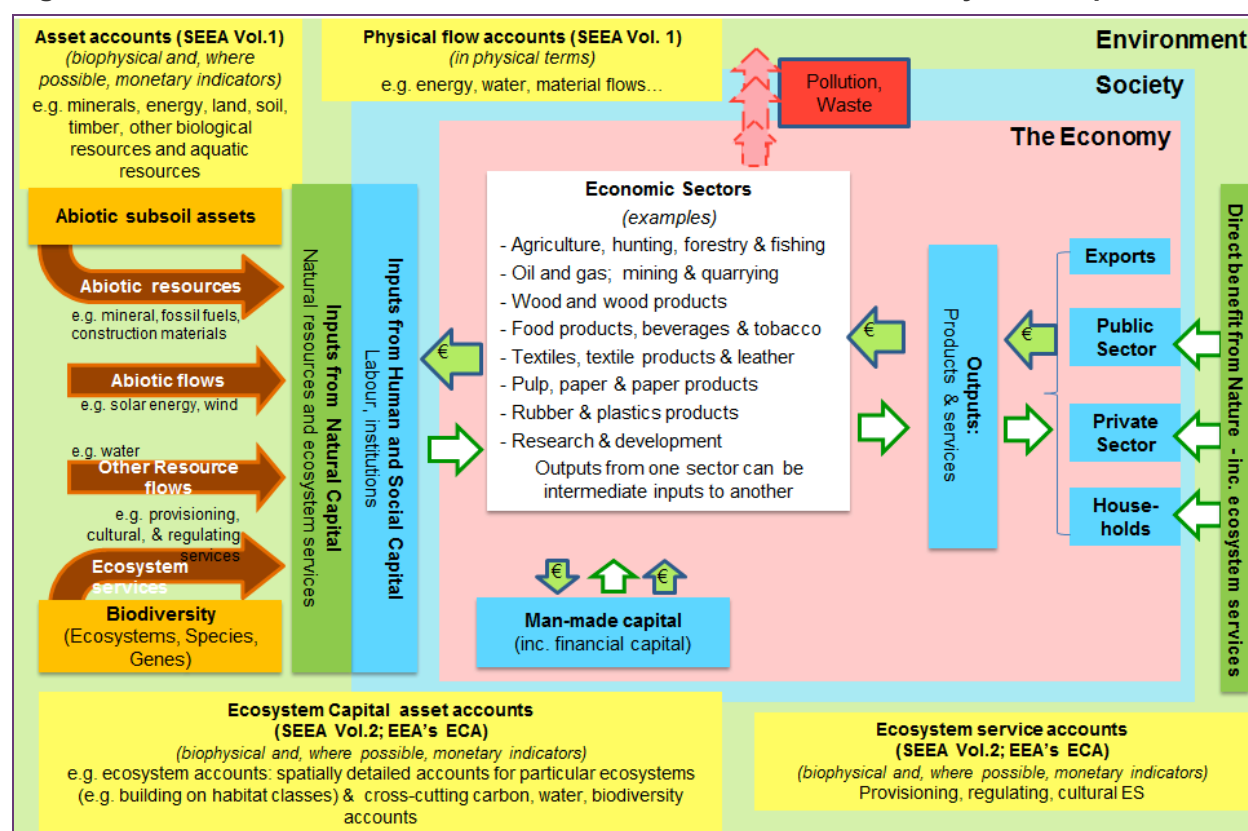 Asset accounts (SEEA Vol.1)
(biophysical and, where
possible, monetary indicators)
e.g. minerals, energy, land, soil,
timber, other biological
resources and aquatic
resources
Physical flow accounts (SEEA Vol. 1)
(in physical terms)
e.g. energy, water, material flows...
Pollution,
Waste
Environment
Society
The Economy
Abiotic subsoil assets
Abiotic resources
e.g. mineral, fossil fuels,
construction materials
Abiotic flows
e.g. solar energy, wind
e.g. water
Other Resource
flows
e.g. provisioning,
cultural, & regulating
services
Ecosystem
services
Biodiversity
(Ecosystems, Species,
Genes)
Inputs from Natural Capital
Natural resources and ecosystem services
Inputs from Human and Social Capital
Labour, institutions
€
Economic Sectors
(examples)
- Agriculture, hunting, forestry & fishing
- Oil and gas; mining & quarrying
- Wood and wood products
- Food products, beverages & tobacco
- Textiles, textile products & leather
- Pulp, paper & paper products
- Rubber & plastics products
- Research & development
Outputs from one sector can be
intermediate inputs to another
€
€
Man-made capital
(inc. financial capital)
€
Outputs:
Products & services
€
Exports
Public
Sector
Private
Sector
House-
holds
Direct benefit from Nature - inc. ecosystem services
Ecosystem Capital asset accounts
(SEEA Vol.2; EEA's ECA)
(biophysical and, where possible, monetary indicators)
e.g. ecosystem accounts: spatially detailed accounts for particular ecosystems
(e.g. building on habitat classes) & cross-cutting carbon, water, biodiversity
accounts
Ecosystem service accounts
(SEEA Vol.2; EEA's ECA)
(biophysical and, where possible, monetary indicators)
Provisioning, regulating, cultural ES